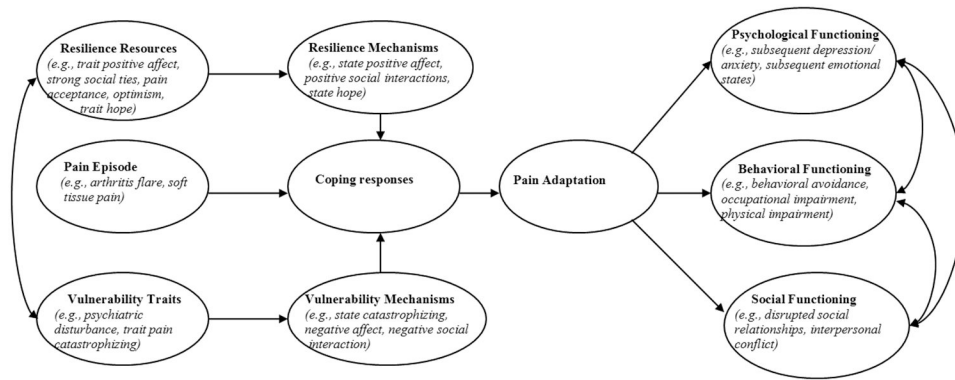 Resilience Resources
(e.g., trait positive affect,
strong social ties, pain
acceptance, optimism,
trait hope)
Resilience Mechanisms
(e.g., state positive affect,
positive social interactions,
state hope)
Psychological Functioning
(e.g., subsequent depression/
anxiety, subsequent emotional
states)
Pain Episode
(e.g., arthritis flare, soft
tissue pain)
Coping responses
Pain Adaptation
Behavioral Functioning
(e.g., behavioral avoidance,
occupational impairment,
physical impairment)
Vulnerability Traits
(e.g., psychiatric
disturbance, trait pain
catastrophizing)
Vulnerability Mechanisms
(e.g., state catastrophizing,
negative affect, negative social
interaction)
Social Functioning
(e.g., disrupted social
relationships, interpersonal
conflict)